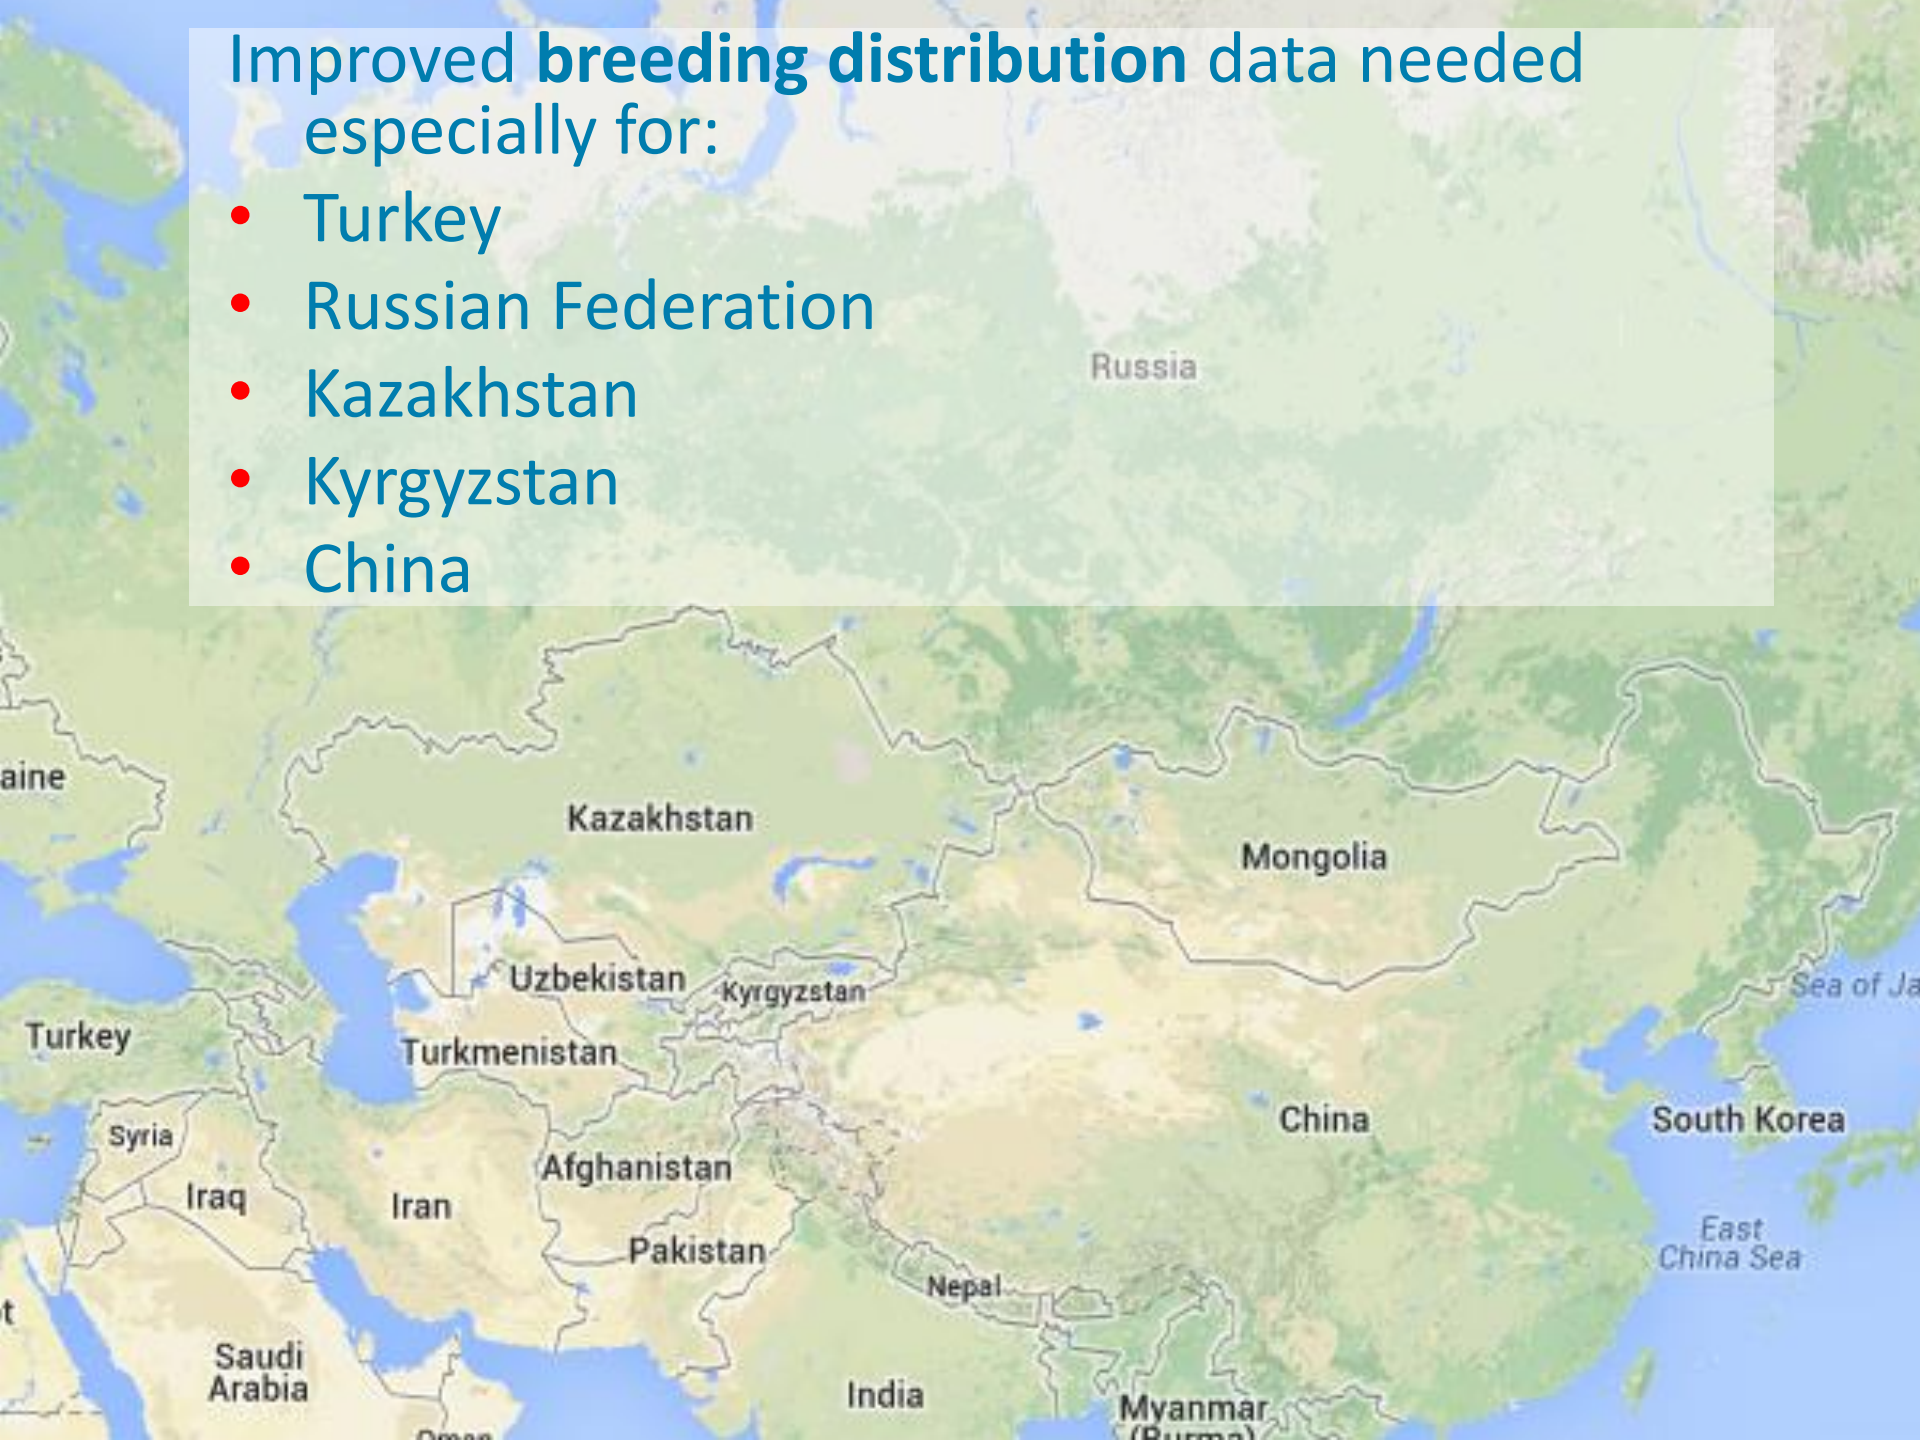 Improved breeding distribution data needed
especially for:
• Turkey
• Russian Federation
• Kazakhstan
• Kyrgyzstan
• China
Russia
aine
Kazakhstan
Mongolia
Uzbekistan
Kyrgyzstan
Sea of Ja
Turkey
Turkmenistan
China
South Korea
Syria
Afghanistan
Iraq
Iran
East
China Sea
Pakistan
Nepal
t
Saudi
Arabia
India
Myanmar
(Burma)
Oman